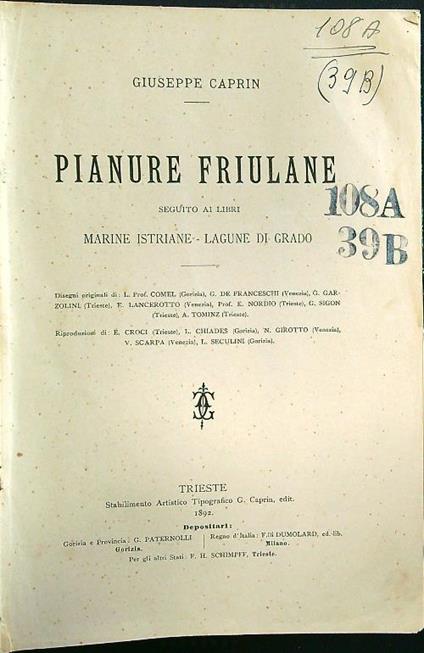 108A
(39B)
GIUSEPPE CAPRIN
PIANURE FRIULANE
SEGUITO AI LIBRI
108A
MARINE ISTRIANE - LAGUNE DI GRADO
39B
Disegni originali di: L. Prof. COMEL (Gorizia), G. DE FRANCESCHI (Venezia), G. GAR-
ZOLINI (Trieste), E. LANCEROTTO (Venezia), Prof. E. NORDIO (Trieste), G. SIGON
(Trieste), A. TOMINZ (Trieste).
Riproduzioni di: E. CROCI (Trieste), L. CHIADES (Gorizia), N. GIROTTO (Venezia),
V. SCARPA (Venezia), L. SECULINI (Gorizia).
TRIESTE
Stabilimento Artistico Tipografico G. Caprin, edit.
1892.
Depositari:
Gorizia e Provincia: G. PATERNOLLI
Gorizia.
Regno d'Italia: F.lli DUMOLARD, ed.-lib.
Milano.
Per gli altri Stati: F. H. SCHIMPFF, Trieste.